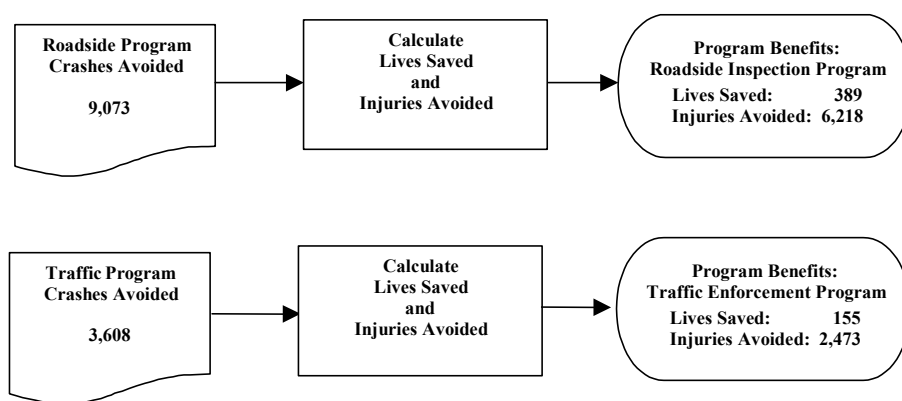 Roadside Program
Crashes Avoided
9,073
Calculate
Lives Saved
and
Injuries Avoided
Program Benefits:
Roadside Inspection Program
Lives Saved: 389
Injuries Avoided: 6,218
Traffic Program
Crashes Avoided
3,608
Calculate
Lives Saved
and
Injuries Avoided
Program Benefits:
Traffic Enforcement Program
Lives Saved: 155
Injuries Avoided: 2,473